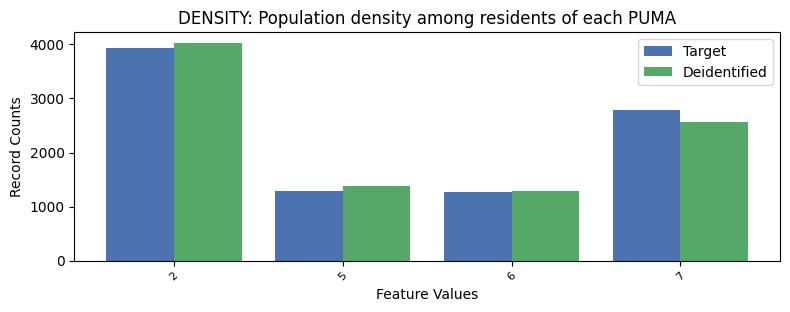 DENSITY: Population density among residents of each PUMA
Target
Deidentified
Record Counts
4000
3000
2000
1000
0
2
5
6
7
Feature Values